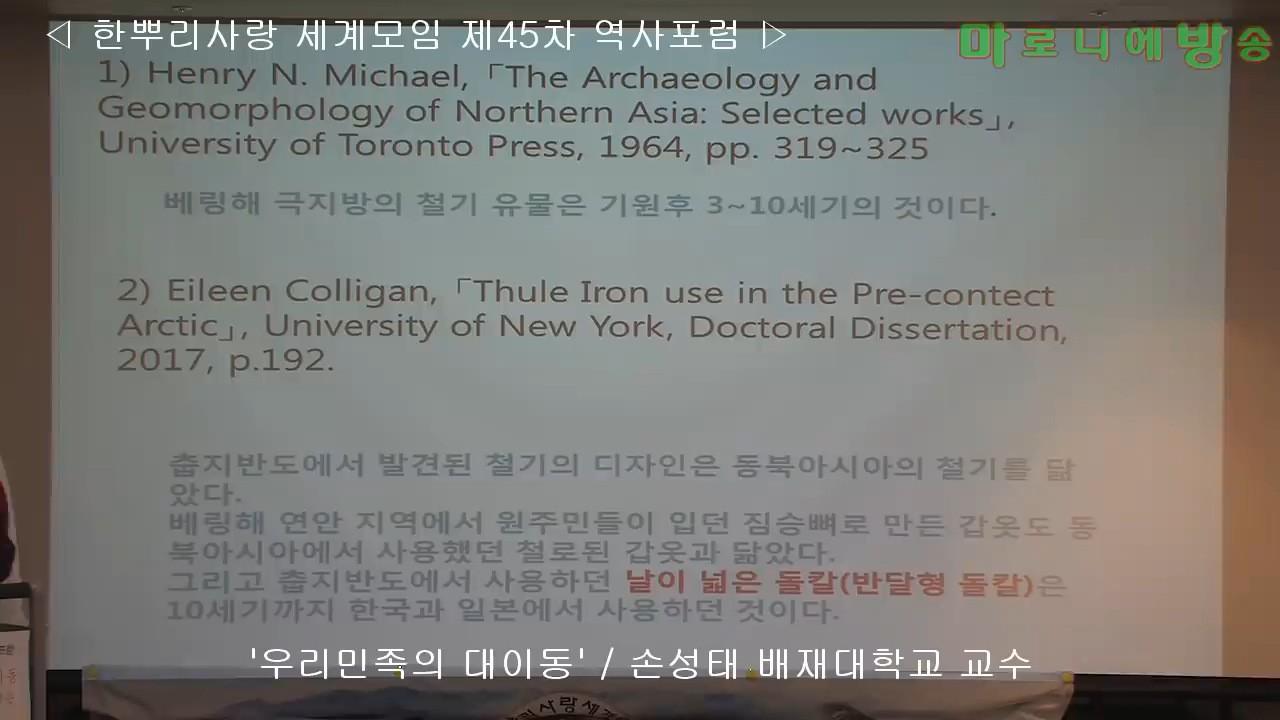 ◁ 한뿌리사랑 세계모임 제45차 역사포럼 ▷
마로니에방송
1) Henry N. Michael, 「The Archaeology and
Geomorphology of Northern Asia: Selected works」,
University of Toronto Press, 1964, pp. 319~325
베링해 극지방의 철기 유물은 기원후 3~10세기의 것이다.
2) Eileen Colligan, 「Thule Iron use in the Pre-contect
Arctic」, University of New York, Doctoral Dissertation,
2017, p.192.
춥지반도에서 발견된 철기의 디자인은 동북아시아의 철기를 닮
았다.
베링해 연안 지역에서 원주민들이 입던 짐승뼈로 만든 갑옷도 동
북아시아에서 사용했던 철로된 갑옷과 닮았다.
그리고 춥지반도에서 사용하던 날이 넓은 돌칼(반달형 돌칼)은
10세기까지 한국과 일본에서 사용하던 것이다.
'우리민족의 대이동' / 손성태 배재대학교 교수